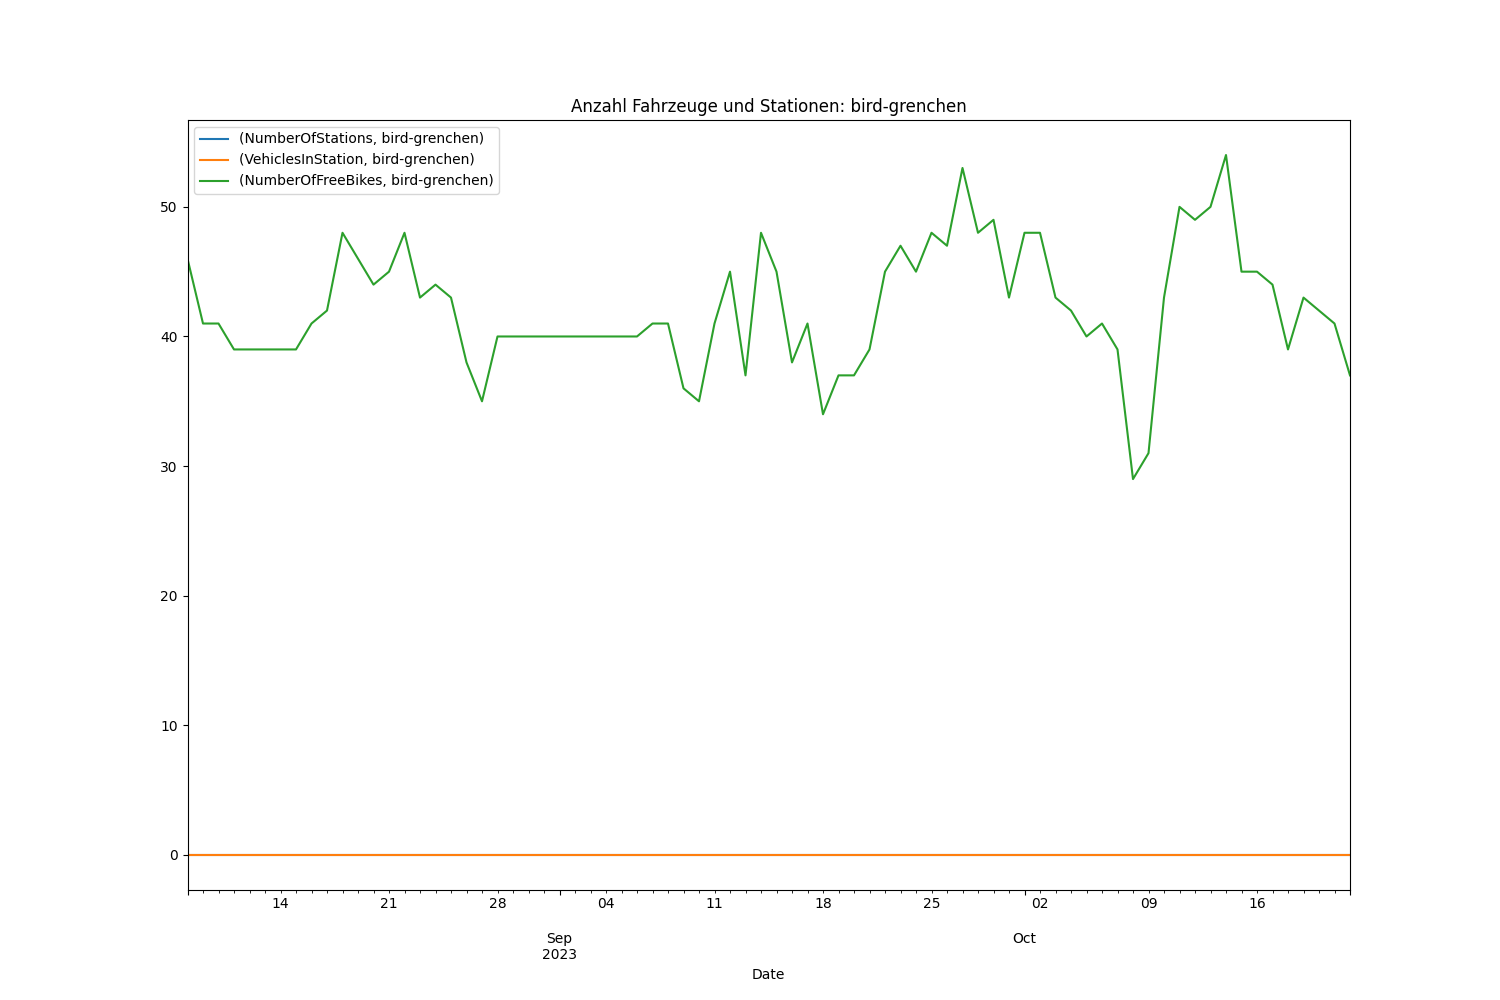 Anzahl Fahrzeuge und Stationen: bird-grenchen
(NumberOfStations, bird-grenchen)
(VehiclesInStation, bird-grenchen)
(NumberOfFreeBikes, bird-grenchen)
50
40
30
20
10
0
14 21 28 04 11 18 25 02 09 16
Sep Oct
2023
Date